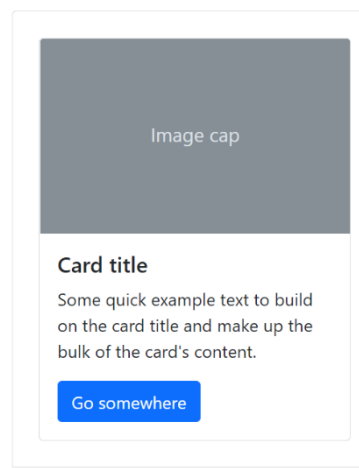 Image cap
Card title
Some quick example text to build
on the card title and make up the
bulk of the card's content.
Go somewhere